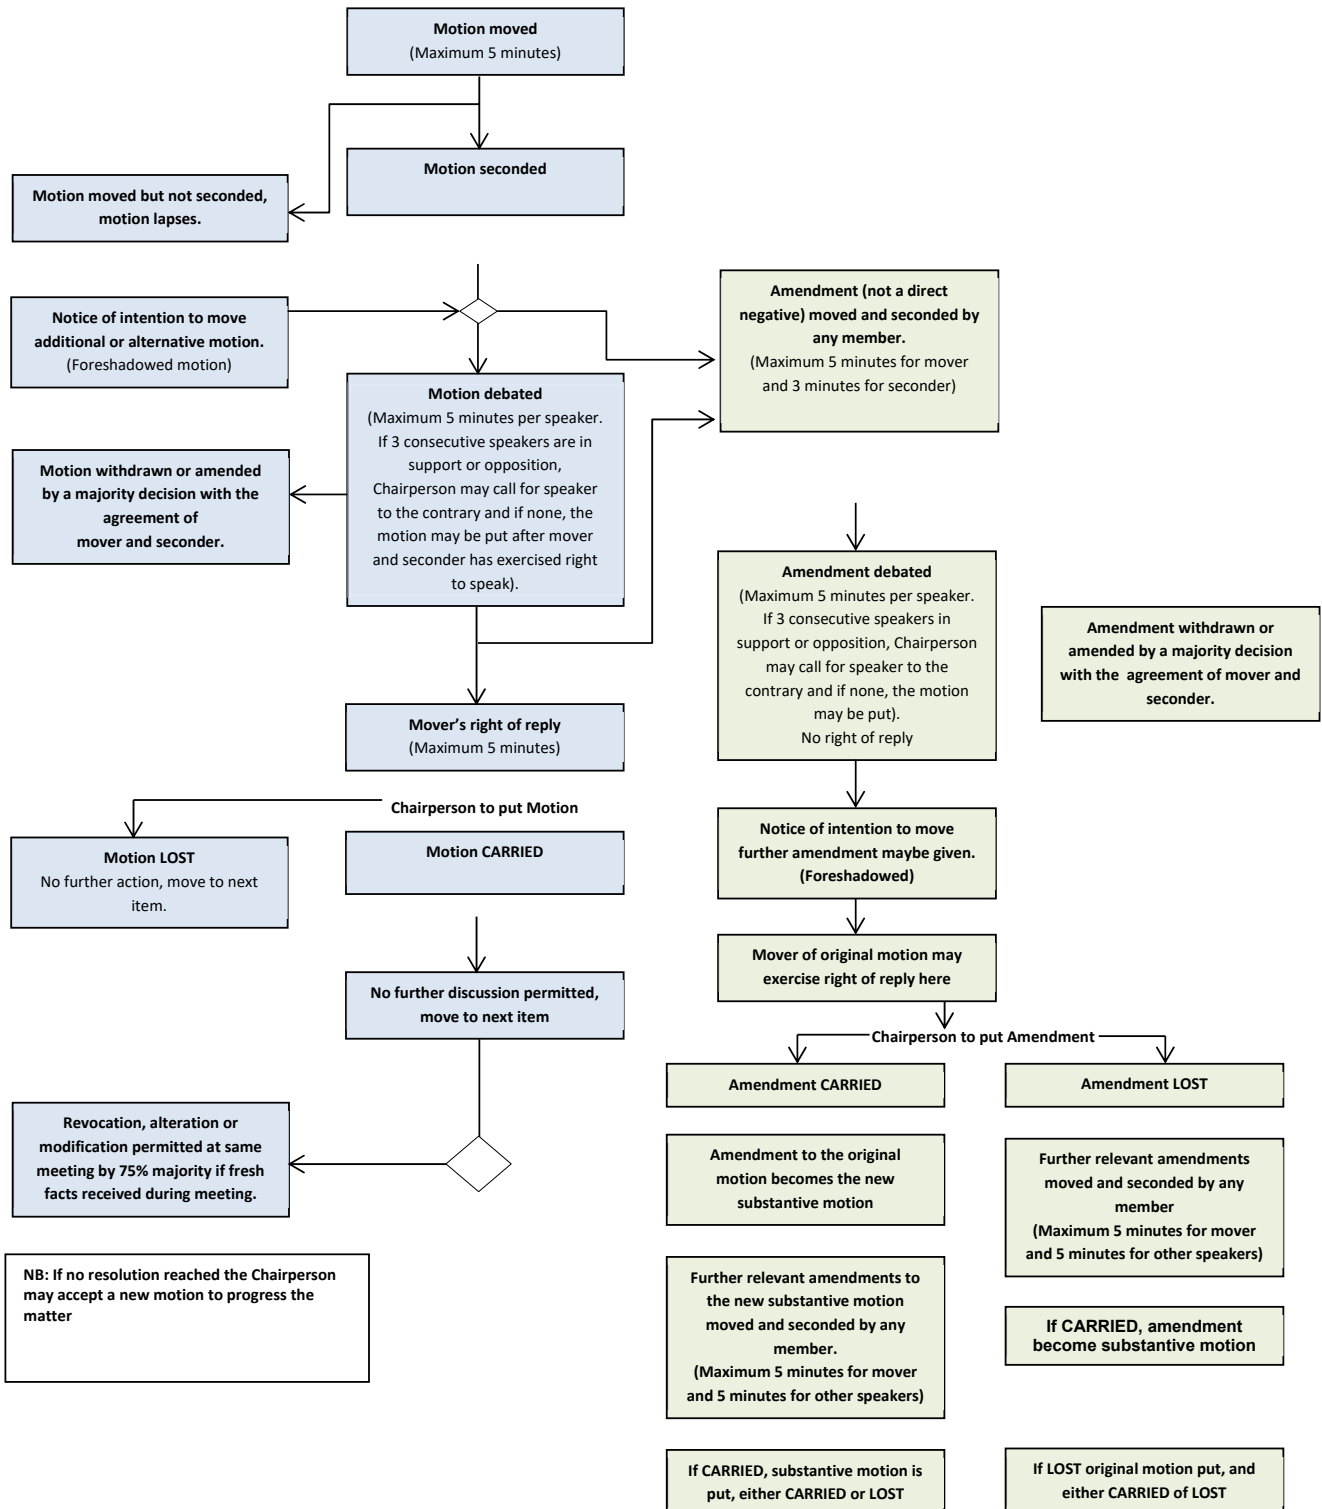 Motion moved
(Maximum 5 minutes)
Motion seconded
Motion moved but not seconded,
motion lapses.
Notice of intention to move
additional or alternative motion.
(Foreshadowed motion)
Amendment (not a direct
negative) moved and seconded by
any member.
(Maximum 5 minutes for mover
and 3 minutes for seconder)
Motion debated
(Maximum 5 minutes per speaker.
If 3 consecutive speakers are in
support or opposition,
Chairperson may call for speaker
to the contrary and if none, the
motion may be put after mover
and seconder has exercised right
to speak).
Motion withdrawn or amended
by a majority decision with the
agreement of
mover and seconder.
Amendment debated
(Maximum 5 minutes per speaker.
If 3 consecutive speakers in
support or opposition, Chairperson
may call for speaker to the
contrary and if none, the motion
may be put).
No right of reply
Amendment withdrawn or
amended by a majority decision
with the  agreement of mover and
seconder.
Mover’s right of reply
(Maximum 5 minutes)
Chairperson to put Motion
Motion LOST
No further action, move to next
item.
Motion CARRIED
Notice of intention to move
further amendment maybe given.
(Foreshadowed)
Mover of original motion may
exercise right of reply here
No further discussion permitted,
move to next item
Chairperson to put Amendment
Amendment CARRIED
Amendment LOST
Revocation, alteration or
modification permitted at same
meeting by 75% majority if fresh
facts received during meeting.
Amendment to the original
motion becomes the new
substantive motion
Further relevant amendments
moved and seconded by any
member
(Maximum 5 minutes for mover
and 5 minutes for other speakers)
NB: If no resolution reached the Chairperson
may accept a new motion to progress the
matter
Further relevant amendments to
the new substantive motion
moved and seconded by any
member.
(Maximum 5 minutes for mover
and 5 minutes for other speakers)
If CARRIED, amendment
become substantive motion
If CARRIED, substantive motion is
put, either CARRIED or LOST
If LOST original motion put, and
either CARRIED of LOST